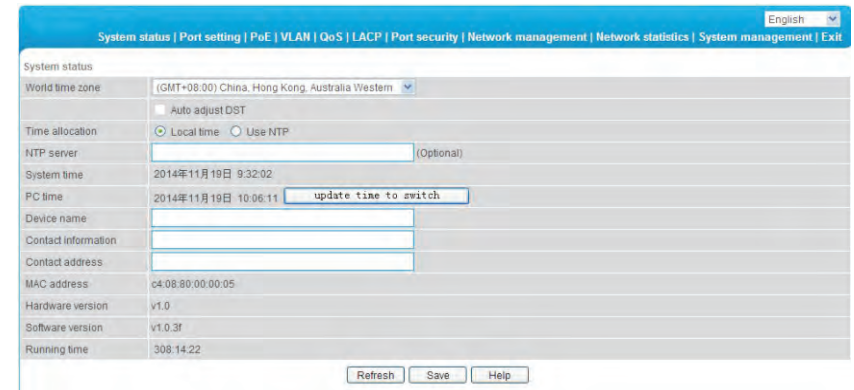 English
System status | Port setting | PoE | VLAN | QoS | LACP | Port security | Network management | Network statistics | System management | Exit
System status
World time zone (GMT+08:00) China, Hong Kong, Australia Western
Auto adjust DST
Time allocation Local time Use NTP
NTP server (Optional)
System time 2014年11月19日 9:32:02
PC time 2014年11月19日 10:06:11 update time to switch
Device name
Contact information
Contact address
MAC address c4:08:80:00:00:05
Hardware version v1.0
Software version v1.0.3f
Running time 308:14:22
Refresh Save Help